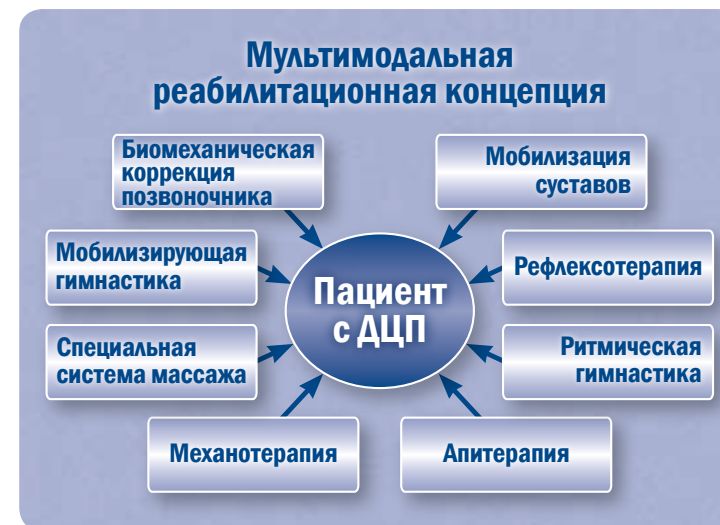 Мультимодальная
реабилитационная концепция
Биомеханическая
коррекция
позвоночника
Мобилизация
суставов
Мобилизирующая
гимнастика
Пациент
с ДЦП
Рефлексотерапия
Специальная
система массажа
Ритмическая
гимнастика
Механотерапия
Апитерапия